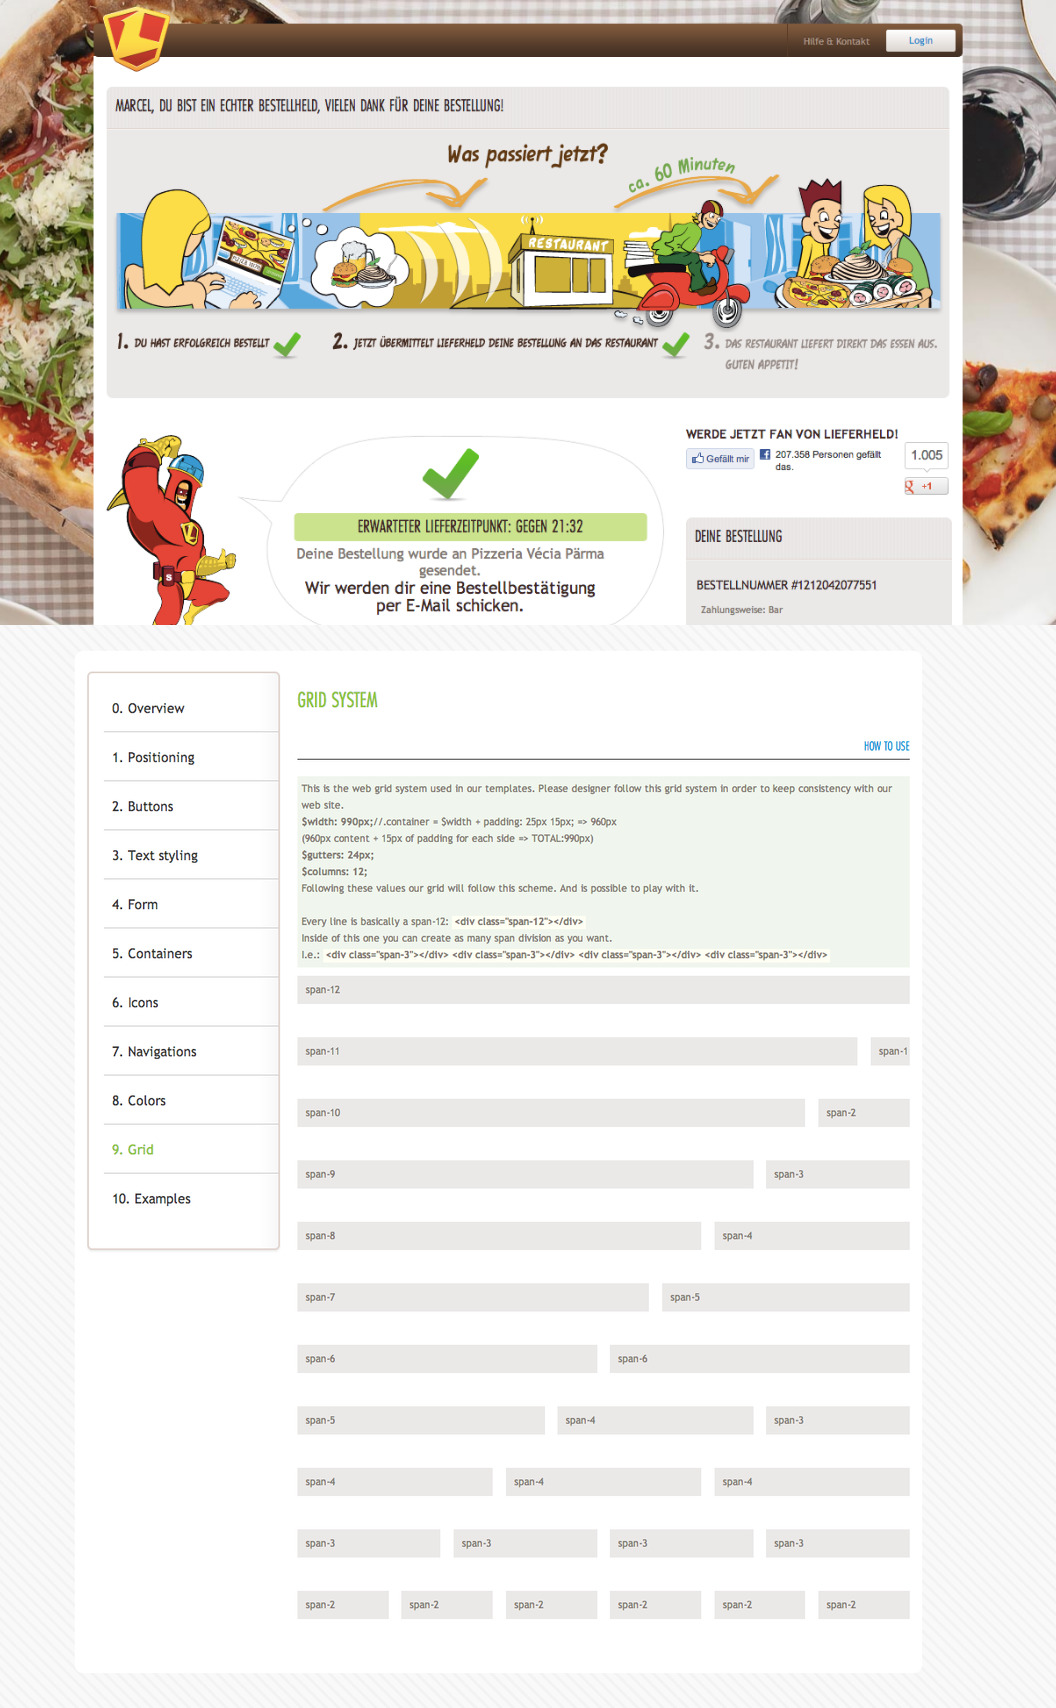 Hilfe & Kontakt
Login
MARCEL, DU BIST EIN ECHTER BESTELLHELD, VIELEN DANK FÜR DEINE BESTELLUNG!
Was passiert jetzt?
ca. 60 Minuten
RESTAURANT
1. DU HAST ERFOLGREICH BESTELLT
2. JETZT ÜBERMITTELT LIEFERHELD DEINE BESTELLUNG AN DAS RESTAURANT
3. DAS RESTAURANT LIEFERT DIREKT DAS ESSEN AUS.
GUTEN APPETIT!
ERWARTETER LIEFERZEITPUNKT: GEGEN 21:32
Deine Bestellung wurde an Pizzeria Vécia Pärma
gesendet.
Wir werden dir eine Bestellbestätigung
per E-Mail schicken.
WERDE JETZT FAN VON LIEFERHELD!
Gefällt mir
207.358 Personen gefällt
das.
1.005
+1
DEINE BESTELLUNG
BESTELLNUMMER #1212042077551
Zahlungsweise: Bar
0. Overview
1. Positioning
2. Buttons
3. Text styling
4. Form
5. Containers
6. Icons
7. Navigations
8. Colors
9. Grid
10. Examples
GRID SYSTEM
HOW TO USE
This is the web grid system used in our templates. Please designer follow this grid system in order to keep consistency with our
web site.
$width: 990px;//.container = $width + padding: 25px 15px; => 960px
(960px content + 15px of padding for each side => TOTAL:990px)
$gutters: 24px;
$columns: 12;
Following these values our grid will follow this scheme. And is possible to play with it.
Every line is basically a span-12: <div class="span-12"></div>
Inside of this one you can create as many span division as you want.
I.e.: <div class="span-3"></div> <div class="span-3"></div> <div class="span-3"></div> <div class="span-3"></div>
span-12
span-11 span-1
span-10 span-2
span-9 span-3
span-8 span-4
span-7 span-5
span-6 span-6
span-5 span-4 span-3
span-4 span-4 span-4
span-3 span-3 span-3 span-3
span-2 span-2 span-2 span-2 span-2 span-2